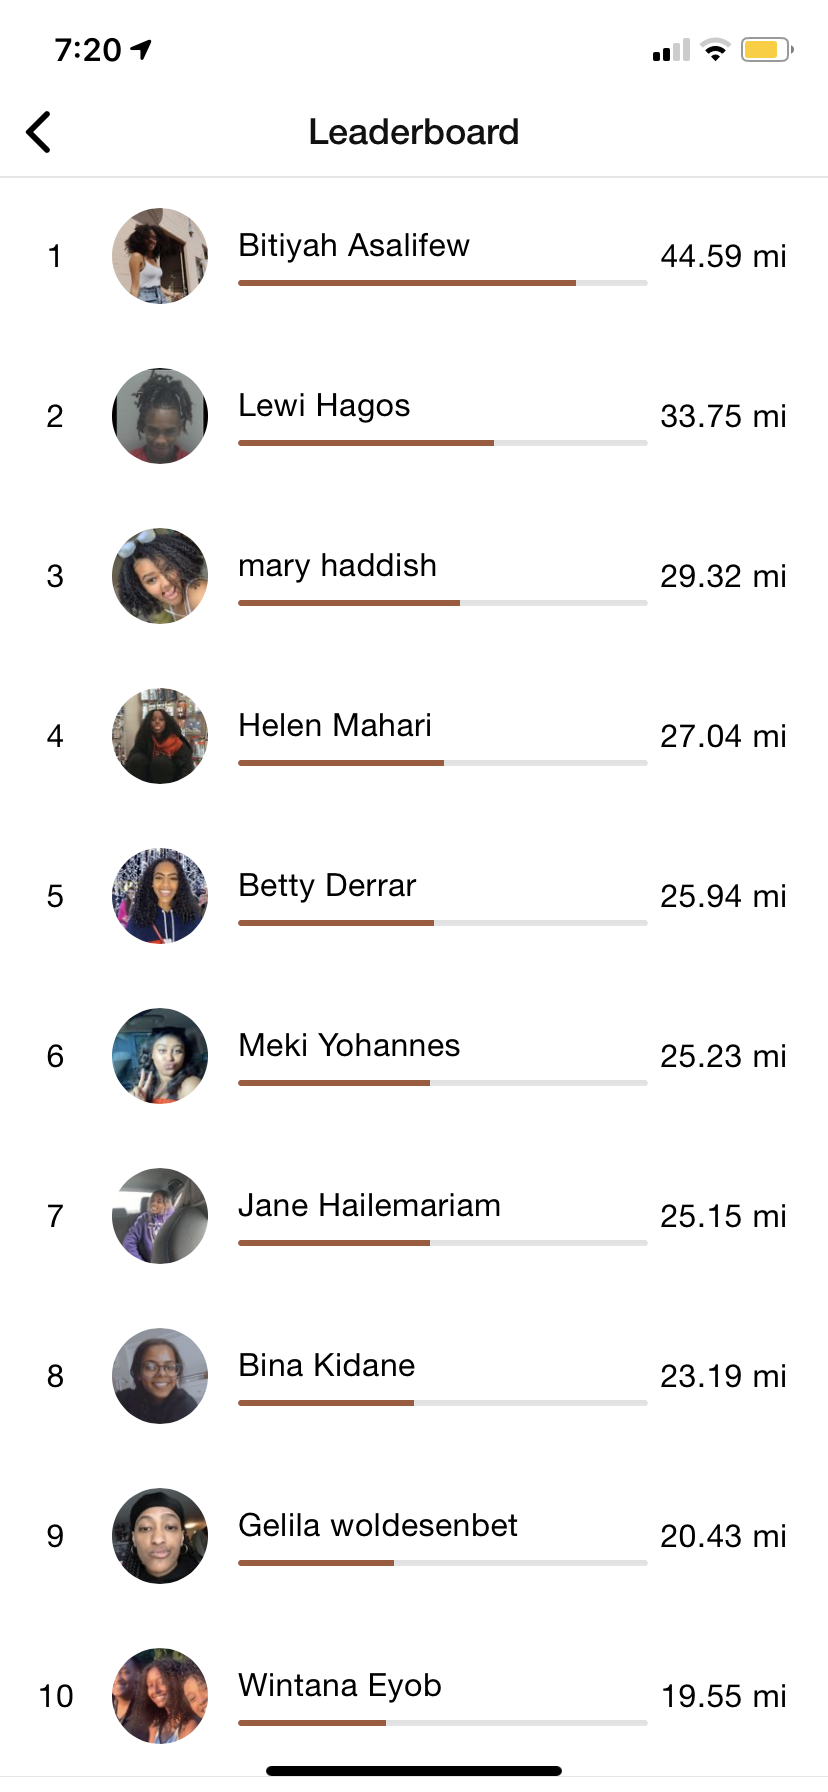 7:20
Leaderboard
1 Bitiyah Asalifew 44.59 mi
2 Lewi Hagos 33.75 mi
3 mary haddish 29.32 mi
4 Helen Mahari 27.04 mi
5 Betty Derrar 25.94 mi
6 Meki Yohannes 25.23 mi
7 Jane Hailemariam 25.15 mi
8 Bina Kidane 23.19 mi
9 Gelila woldesenbet 20.43 mi
10 Wintana Eyob 19.55 mi